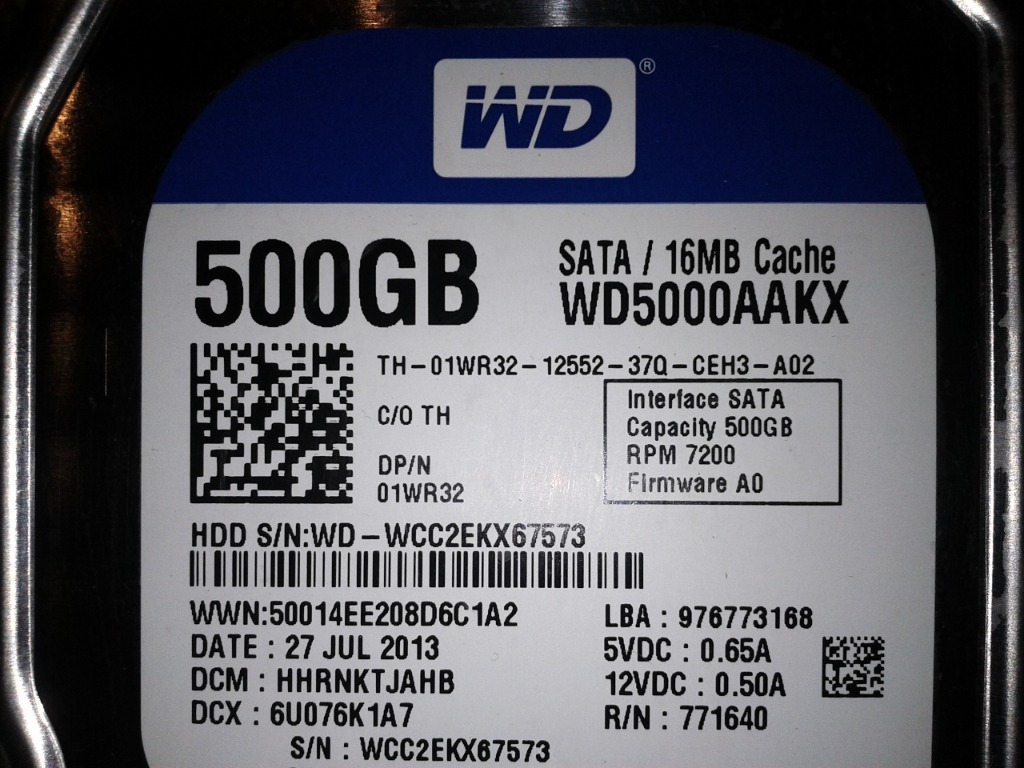 WD®
500GB
SATA / 16MB Cache
WD5000AAKX
TH-01WR32-12552-37Q-CEH3-A02
C/O TH
DP/N
01WR32
Interface SATA
Capacity 500GB
RPM 7200
Firmware A0
HDD S/N:WD-WCC2EKX67573
WWN:50014EE208D6C1A2
DATE : 27 JUL 2013
DCM : HHRNKTJAHB
DCX : 6U076K1A7
S/N : WCC2EKX67573
LBA : 976773168
5VDC : 0.65A
12VDC : 0.50A
R/N : 771640